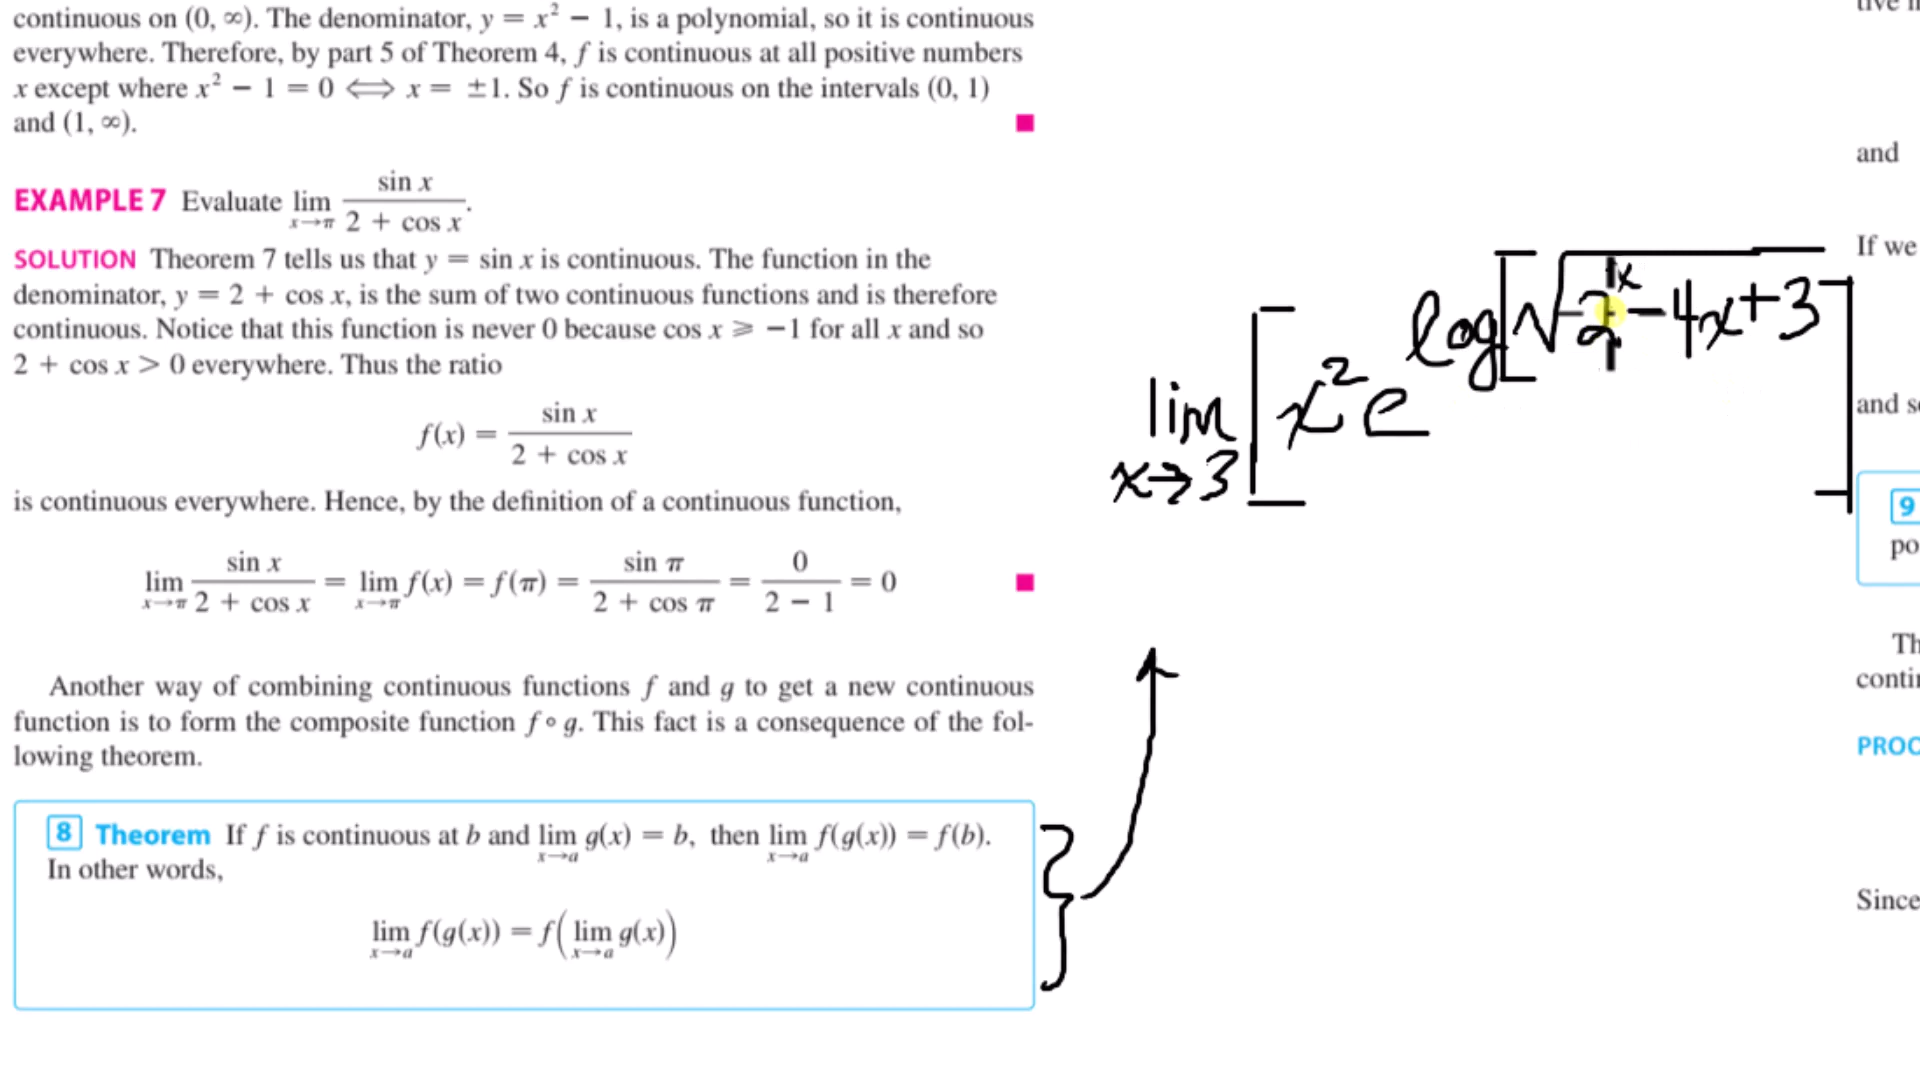 continuous on (0, ∞). The denominator, y = x² − 1, is a polynomial, so it is continuous
everywhere. Therefore, by part 5 of Theorem 4, f is continuous at all positive numbers
x except where x² − 1 = 0 ⟺ x = ±1. So f is continuous on the intervals (0, 1)
and (1, ∞).
EXAMPLE 7 Evaluate lim x→π sin x / 2 + cos x.
SOLUTION Theorem 7 tells us that y = sin x is continuous. The function in the
denominator, y = 2 + cos x, is the sum of two continuous functions and is therefore
continuous. Notice that this function is never 0 because cos x ⩾ −1 for all x and so
2 + cos x > 0 everywhere. Thus the ratio
f(x) = sin x / 2 + cos x
is continuous everywhere. Hence, by the definition of a continuous function,
lim x→π sin x / 2 + cos x = lim x→π f(x) = f(π) = sin π / 2 + cos π = 0 / 2 − 1 = 0
Another way of combining continuous functions f and g to get a new continuous
function is to form the composite function f ∘ g. This fact is a consequence of the fol-
lowing theorem.
8 Theorem If f is continuous at b and lim x→a g(x) = b, then lim x→a f(g(x)) = f(b).
In other words,
lim x→a f(g(x)) = f(lim x→a g(x))
lim x→3 [x² e log[√ − 4x + 3]
and
If we
9
PROO
Since